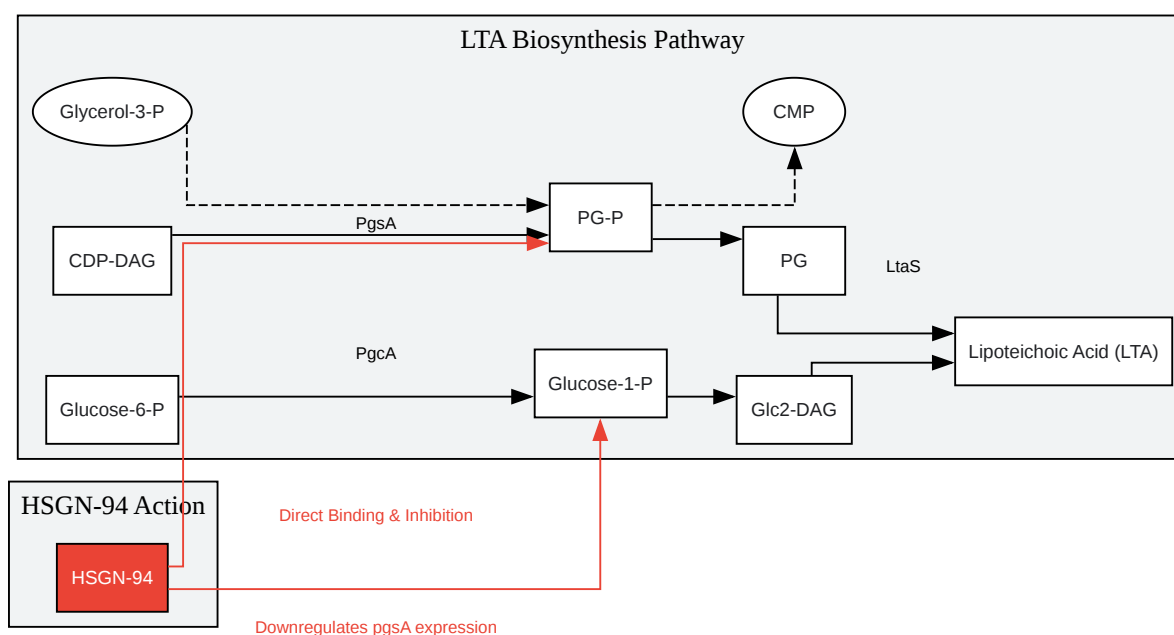 LTA Biosynthesis Pathway
Glycerol-3-P
CMP
PG-P
PgsA
CDP-DAG
PG
LtaS
Lipoteichoic Acid (LTA)
PgcA
Glucose-1-P
Glucose-6-P
Glc2-DAG
HSGN-94 Action
Direct Binding & Inhibition
HSGN-94
Downregulates pgsA expression